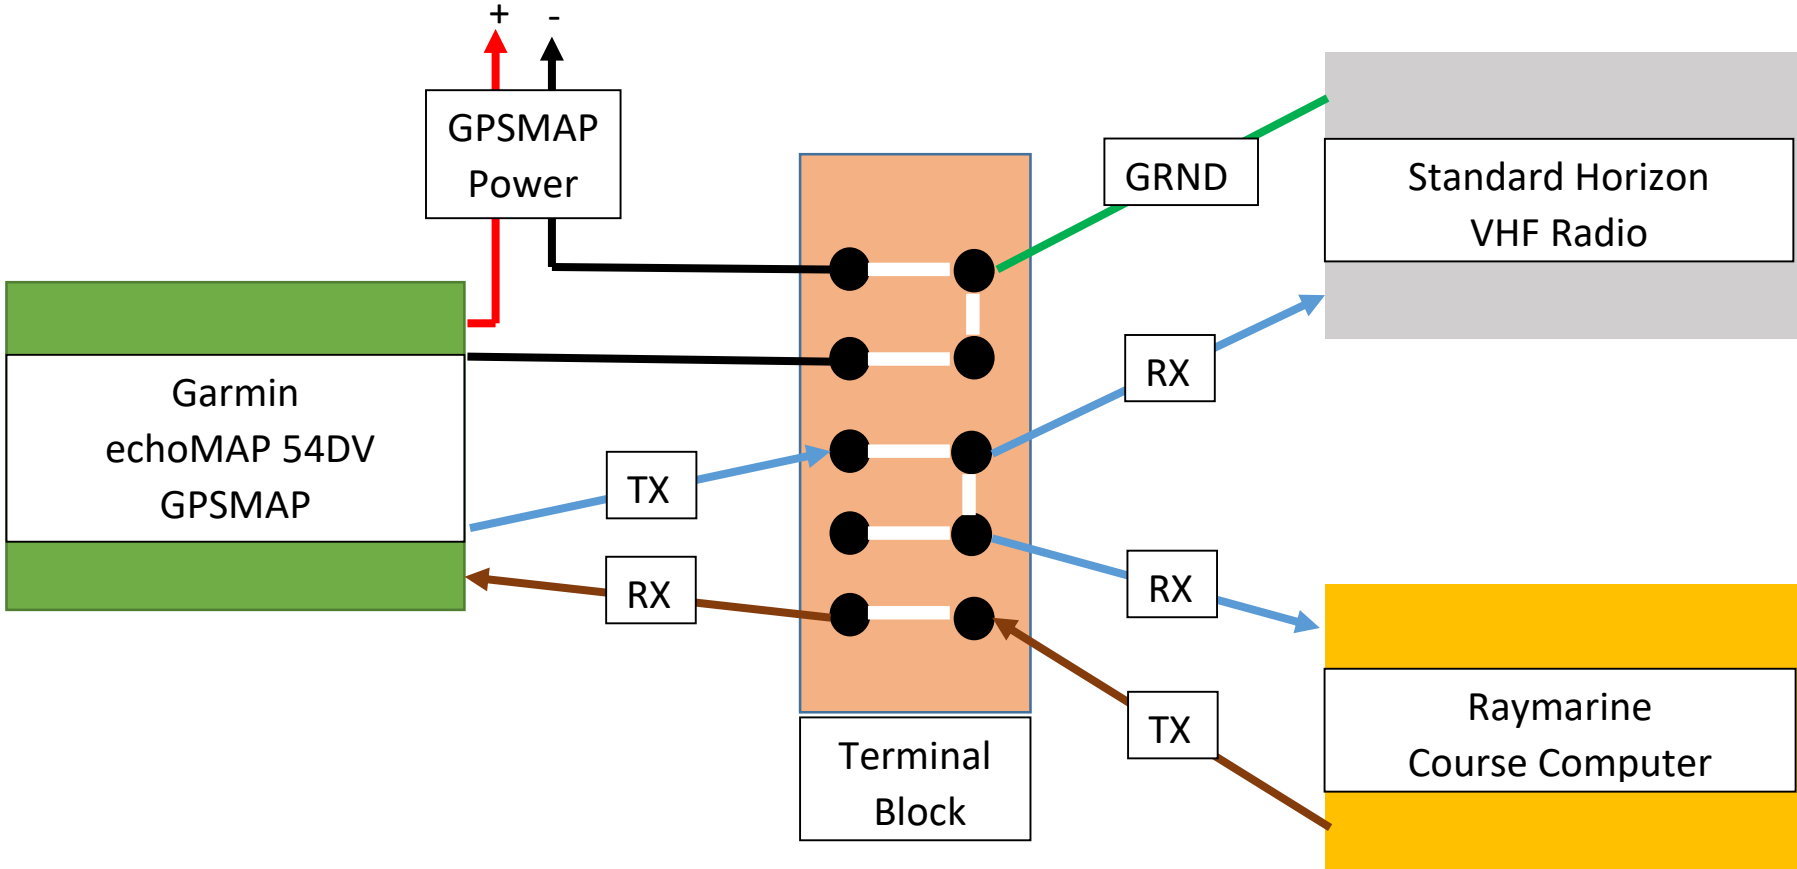 + -
GPSMAP
Power
GRND
Standard Horizon
VHF Radio
RX
Garmin
echoMAP 54DV
GPSMAP
TX
RX
RX
TX
Raymarine
Course Computer
Terminal
Block